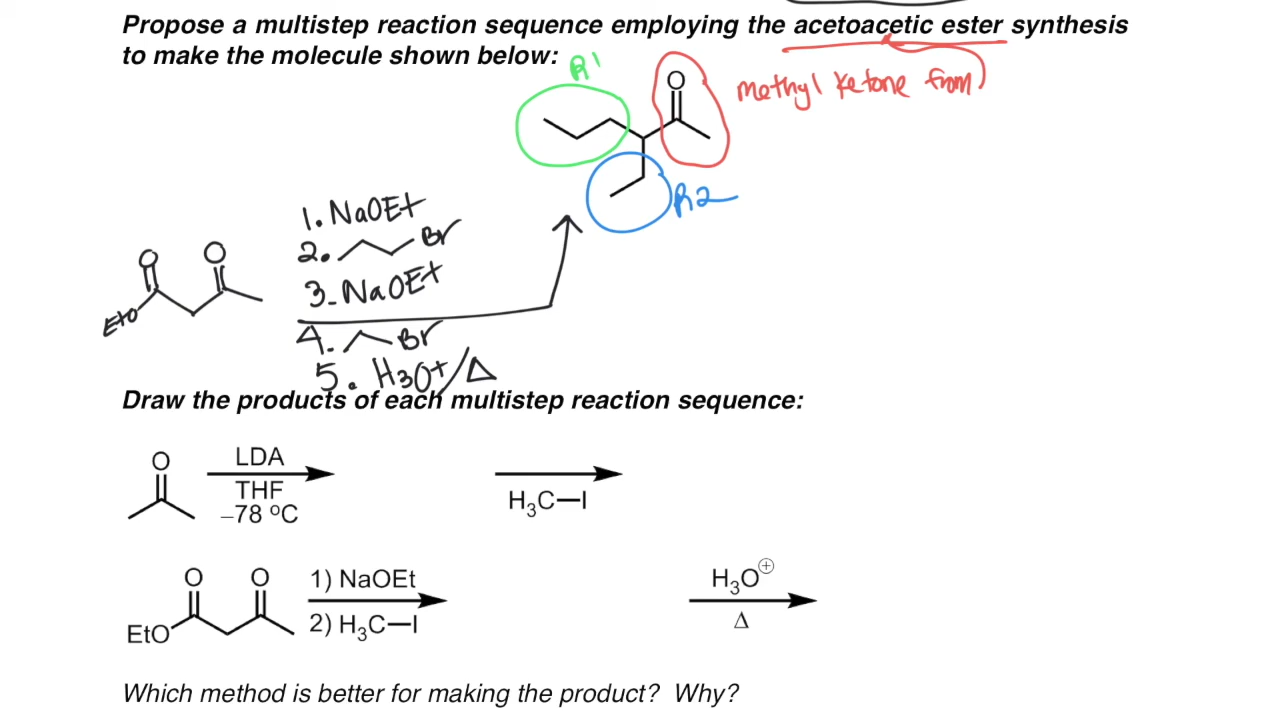 Propose a multistep reaction sequence employing the acetoacetic ester synthesis
to make the molecule shown below:
R1
O
methyl ketone from
R2
1. NaOEt
2. Br
3. NaOEt
O O
EtO
4. Br
5. H3O+/Δ
Draw the products of each multistep reaction sequence:
O
LDA
THF
–78 °C
H₃C–I
O O
EtO
1) NaOEt
2) H₃C–I
H₃O⊕
Δ
Which method is better for making the product? Why?